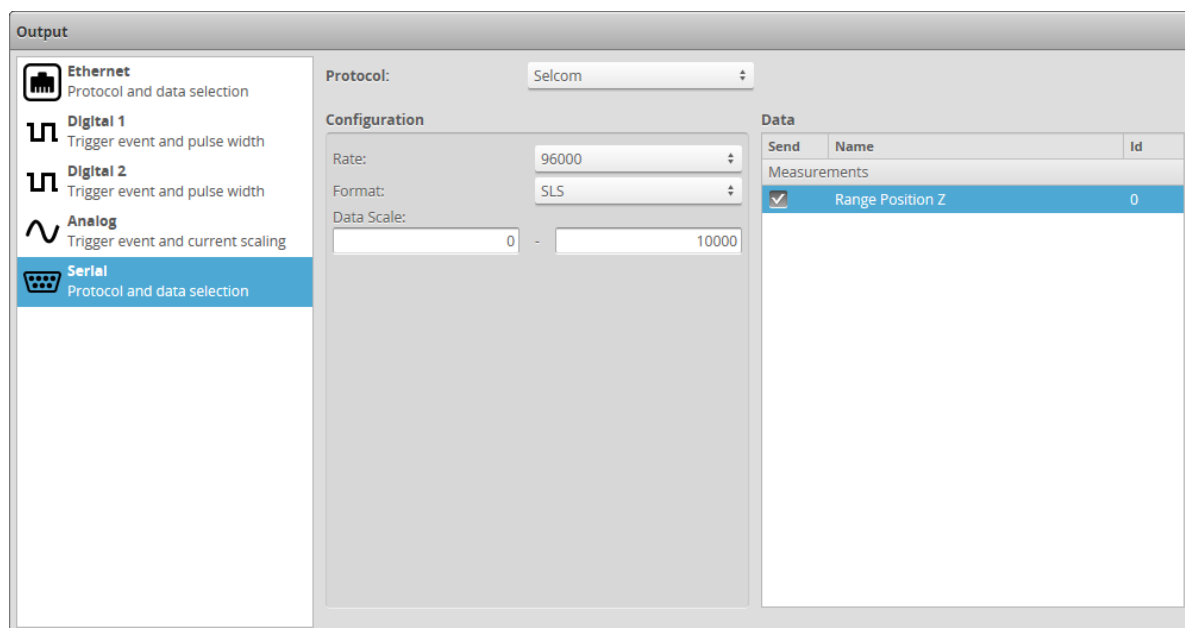 Output
Ethernet
Protocol and data selection
Digital 1
Trigger event and pulse width
Digital 2
Trigger event and pulse width
Analog
Trigger event and current scaling
Serial
Protocol and data selection
Protocol: Selcom
Configuration
Rate: 96000
Format: SLS
Data Scale:
0 - 10000
Data
Send Name Id
Measurements
Range Position Z 0